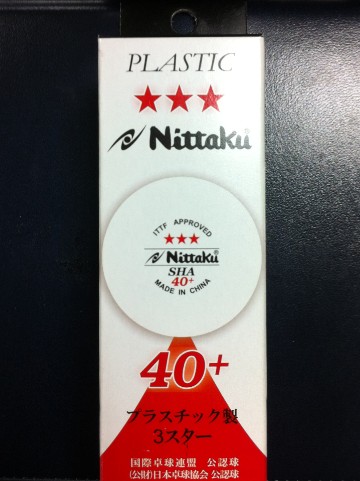 PLASTIC
★★★
Nittaku
ITTF APPROVED
★★★
Nittaku
SHA
40+
MADE IN CHINA
40+
プラスチック製
3スター
国際卓球連盟 公認球
(公財)日本卓球協会 公認球